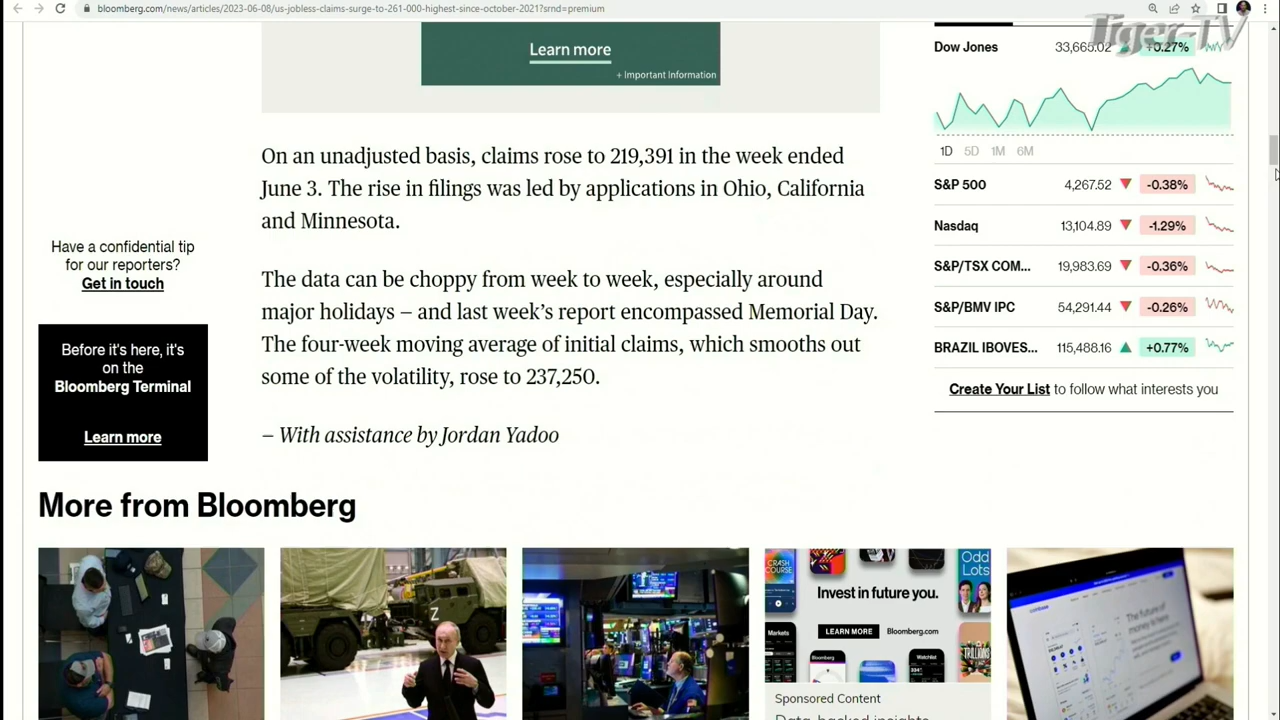 bloomberg.com/news/articles/2023-06-08/us-jobless-claims-surge-to-261-000-highest-since-october-2021?srnd=premium
Tiger-TV
Learn more
+ Important Information
On an unadjusted basis, claims rose to 219,391 in the week ended
June 3. The rise in filings was led by applications in Ohio, California
and Minnesota.
Have a confidential tip
for our reporters?
Get in touch
The data can be choppy from week to week, especially around
major holidays — and last week's report encompassed Memorial Day.
The four-week moving average of initial claims, which smooths out
some of the volatility, rose to 237,250.
Before it's here, it's
on the
Bloomberg Terminal
Learn more
— With assistance by Jordan Yadoo
Dow Jones 33,665.02 +0.27%
1D 5D 1M 6M
S&P 500 4,267.52 -0.38%
Nasdaq 13,104.89 -1.29%
S&P/TSX COM... 19,983.69 -0.36%
S&P/BMV IPC 54,291.44 -0.26%
BRAZIL IBOVES... 115,488.16 +0.77%
Create Your List to follow what interests you
More from Bloomberg
7
CRASH
COURSE
Odd
Lots
Invest in future you.
LEARN MORE Bloomberg.com
Markets
Bloomberg
Watchlist
TRILLIONS
Sponsored Content
Data-backed insights
The future of
money is here